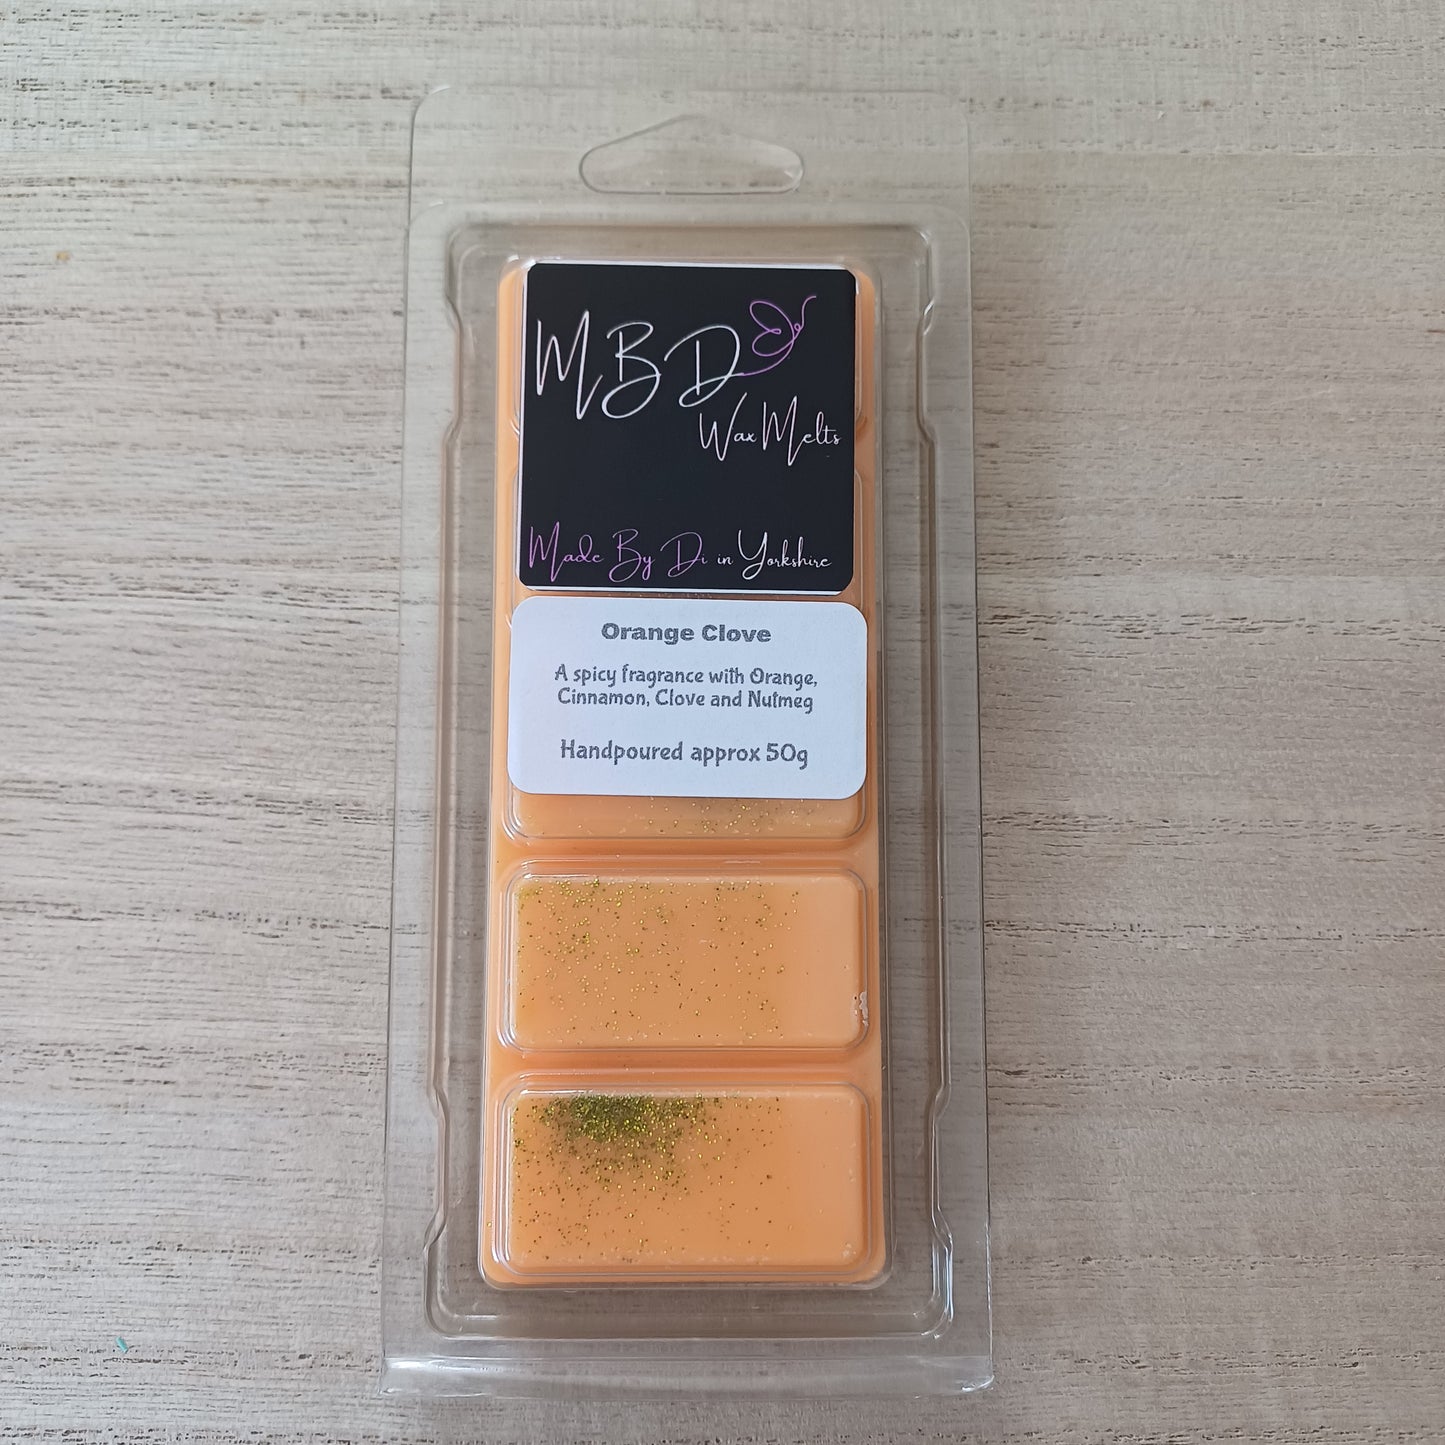 MBD
Wax Melts
Made By Di in Yorkshire
Orange Clove
A spicy fragrance with Orange,
Cinnamon, Clove and Nutmeg
Handpoured approx 50g